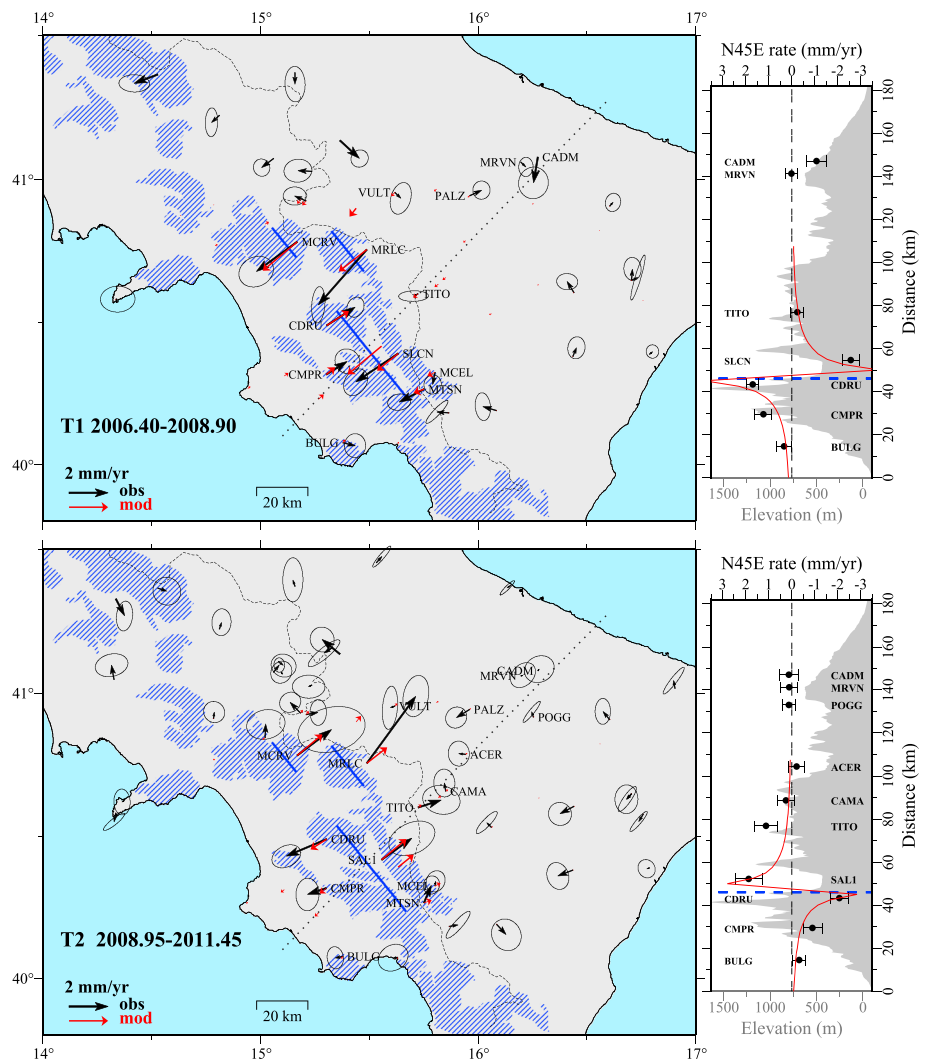 14° 15° 16° 17°
N45E rate (mm/yr)
3 2 1 0 -1 -2 -3
180
160
140
120
100
80
60
40
20
0
Distance (km)
CADM
MRVN
TITO
SLCN
CDRU
CMPR
BULG
1500 1000 500 0
Elevation (m)
41°
40°
MRVN CADM
VULT PALZ
MCRV MRLC
TITO
CDRU
SLCN
CMPR MCEL
MTSN
BULG
T1 2006.40-2008.90
2 mm/yr
obs
mod
20 km
N45E rate (mm/yr)
3 2 1 0 -1 -2 -3
180
160
140
120
100
80
60
40
20
0
Distance (km)
CADM
MRVN
POGG
ACER
CAMA
TITO
SAL1
CDRU
CMPR
BULG
1500 1000 500 0
Elevation (m)
41°
40°
CADM
MRVN
VULT PALZ
POGG
MCRV MRLC ACER
CAMA
TITO
CDRU
SAL1
CMPR MCEL
MTSN
BULG
T2 2008.95-2011.45
2 mm/yr
obs
mod
20 km
14° 15° 16° 17°